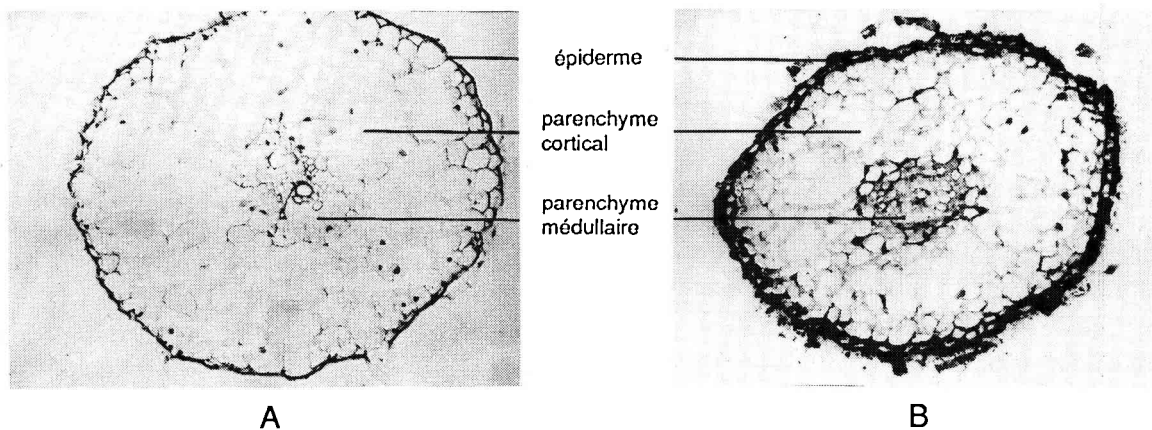 épiderme
parenchyme
cortical
parenchyme
médullaire
A
B